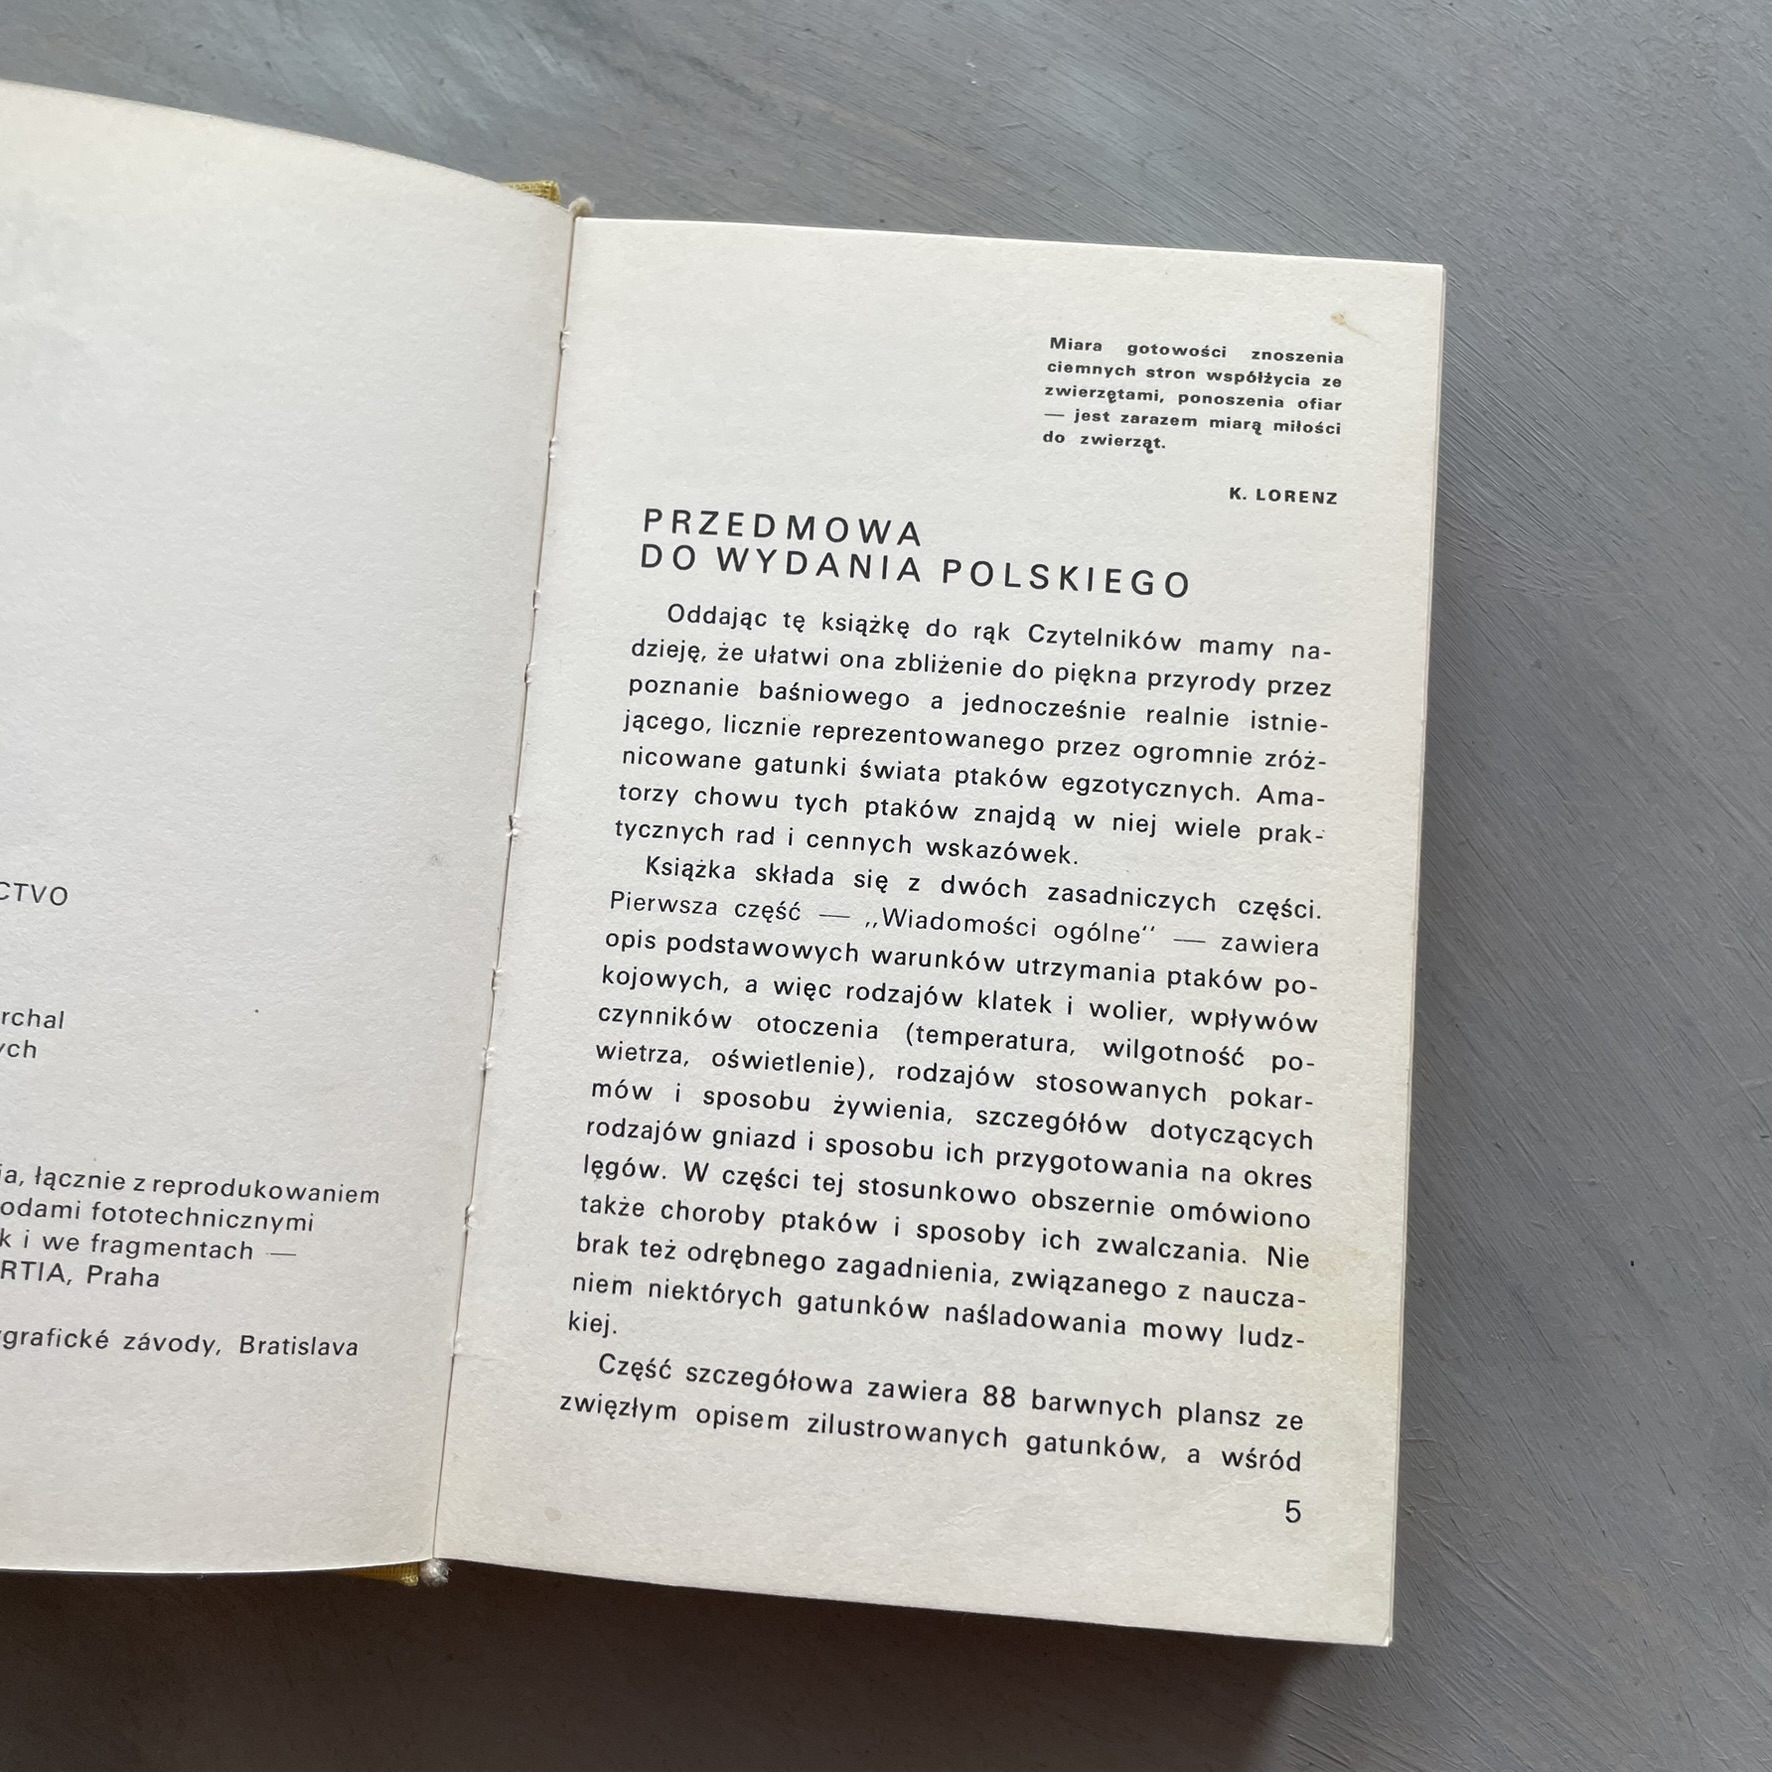 CTVO
rchal
ych
ia, łącznie z reprodukowaniem
odami fototechnicznymi
k i we fragmentach —
RTIA, Praha
grafické závody, Bratislava
Miara gotowości znoszenia
ciemnych stron współżycia ze
zwierzętami, ponoszenia ofiar
— jest zarazem miarą miłości
do zwierząt.
K. LORENZ
PRZEDMOWA
DO WYDANIA POLSKIEGO
Oddając tę książkę do rąk Czytelników mamy na-
dzieję, że ułatwi ona zbliżenie do piękna przyrody przez
poznanie baśniowego a jednocześnie realnie istnie-
jącego, licznie reprezentowanego przez ogromnie zróż-
nicowane gatunki świata ptaków egzotycznych. Ama-
torzy chowu tych ptaków znajdą w niej wiele prak-
tycznych rad i cennych wskazówek.
Książka składa się z dwóch zasadniczych części.
Pierwsza część — ,,Wiadomości ogólne‘‘ — zawiera
opis podstawowych warunków utrzymania ptaków po-
kojowych, a więc rodzajów klatek i wolier, wpływów
czynników otoczenia (temperatura, wilgotność po-
wietrza, oświetlenie), rodzajów stosowanych pokar-
mów i sposobu żywienia, szczegółów dotyczących
rodzajów gniazd i sposobu ich przygotowania na okres
lęgów. W części tej stosunkowo obszernie omówiono
także choroby ptaków i sposoby ich zwalczania. Nie
brak też odrębnego zagadnienia, związanego z naucza-
niem niektórych gatunków naśladowania mowy ludz-
kiej.
Część szczegółowa zawiera 88 barwnych plansz ze
zwięzłym opisem zilustrowanych gatunków, a wśród
5